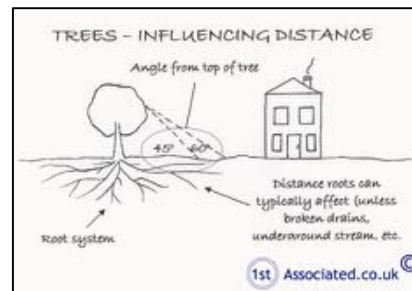 TREES – INFLUENCING DISTANCE
Angle from top of tree
45° 60°
Distance roots can
typically affect (unless
broken drains,
underground stream, etc.
Root system
1st Associated.co.uk ©